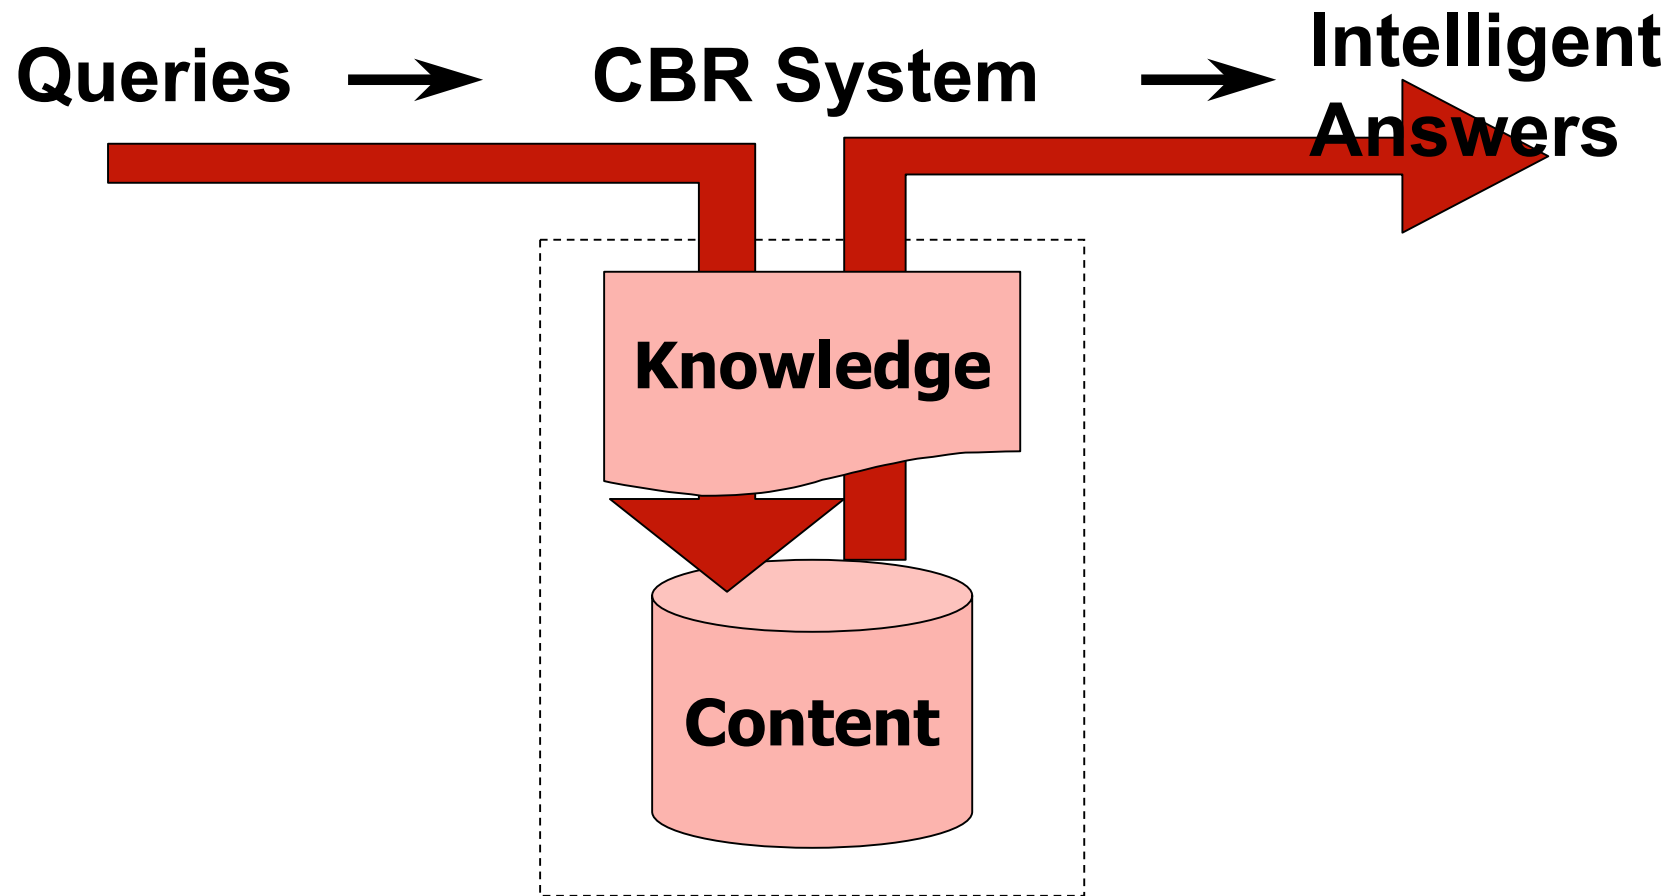 Queries
CBR System
Intelligent
Answers
Knowledge
Content